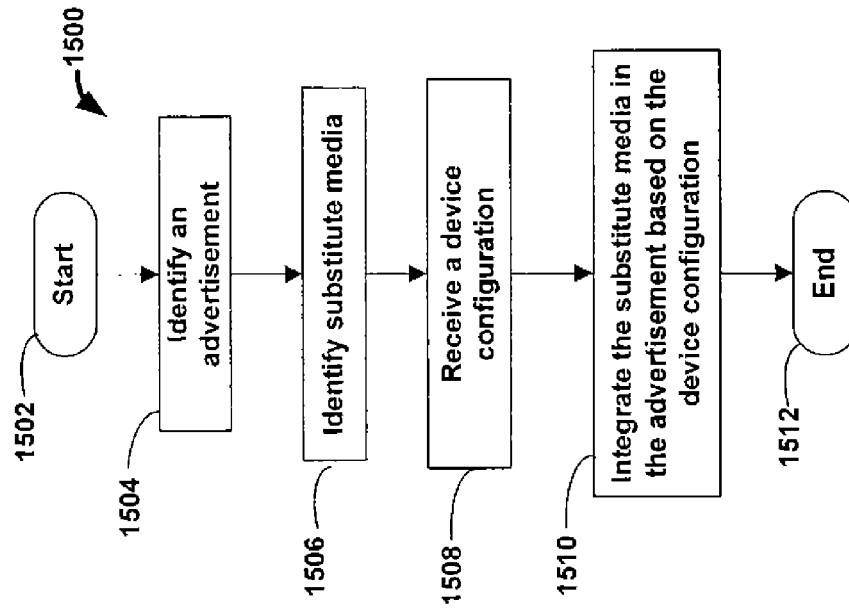 1500
1502
Start
1504
Identify an
advertisement
1506
Identify substitute media
1508
Receive a device
configuration
1510
Integrate the substitute media in
the advertisement based on the
device configuration
1512
End